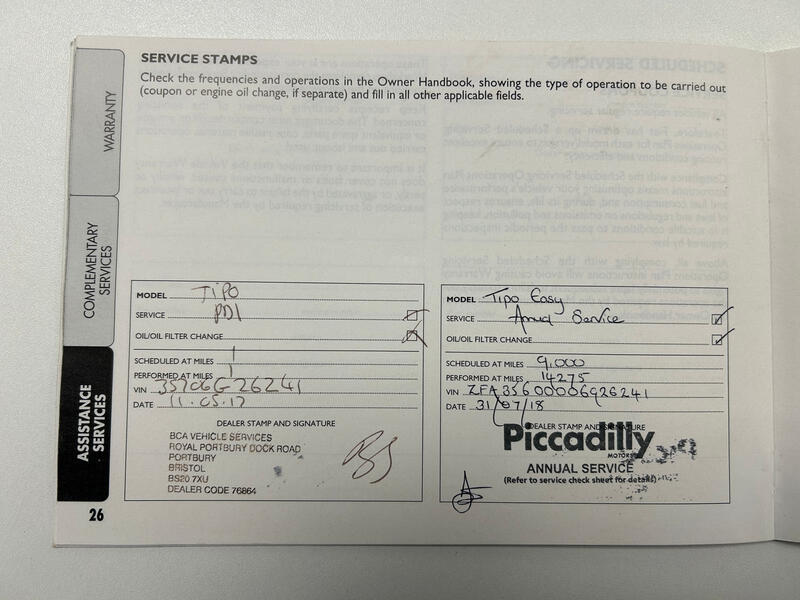 SERVICE STAMPS
Check the frequencies and operations in the Owner Handbook, showing the type of operation to be carried out
(coupon or engine oil change, if separate) and fill in all other applicable fields.
WARRANTY
COMPLEMENTARY
SERVICES
ASSISTANCE
SERVICES
MODEL TIPO
SERVICE PDI
OIL/OIL FILTER CHANGE
SCHEDULED AT MILES 1
PERFORMED AT MILES 1
VIN 35706G26241
DATE 11.05.17
DEALER STAMP AND SIGNATURE
BCA VEHICLE SERVICES
ROYAL PORTBURY DOCK ROAD
PORTBURY
BRISTOL
BS20 7XU
DEALER CODE 76864
MODEL Tipo Easy
SERVICE Annual Service
OIL/OIL FILTER CHANGE
SCHEDULED AT MILES 9,000
PERFORMED AT MILES 14275
VIN ZFA35600006G26241
DATE 31/07/18
DEALER STAMP AND SIGNATURE
Piccadilly
MOTORS
ANNUAL SERVICE
(Refer to service check sheet for details)
26